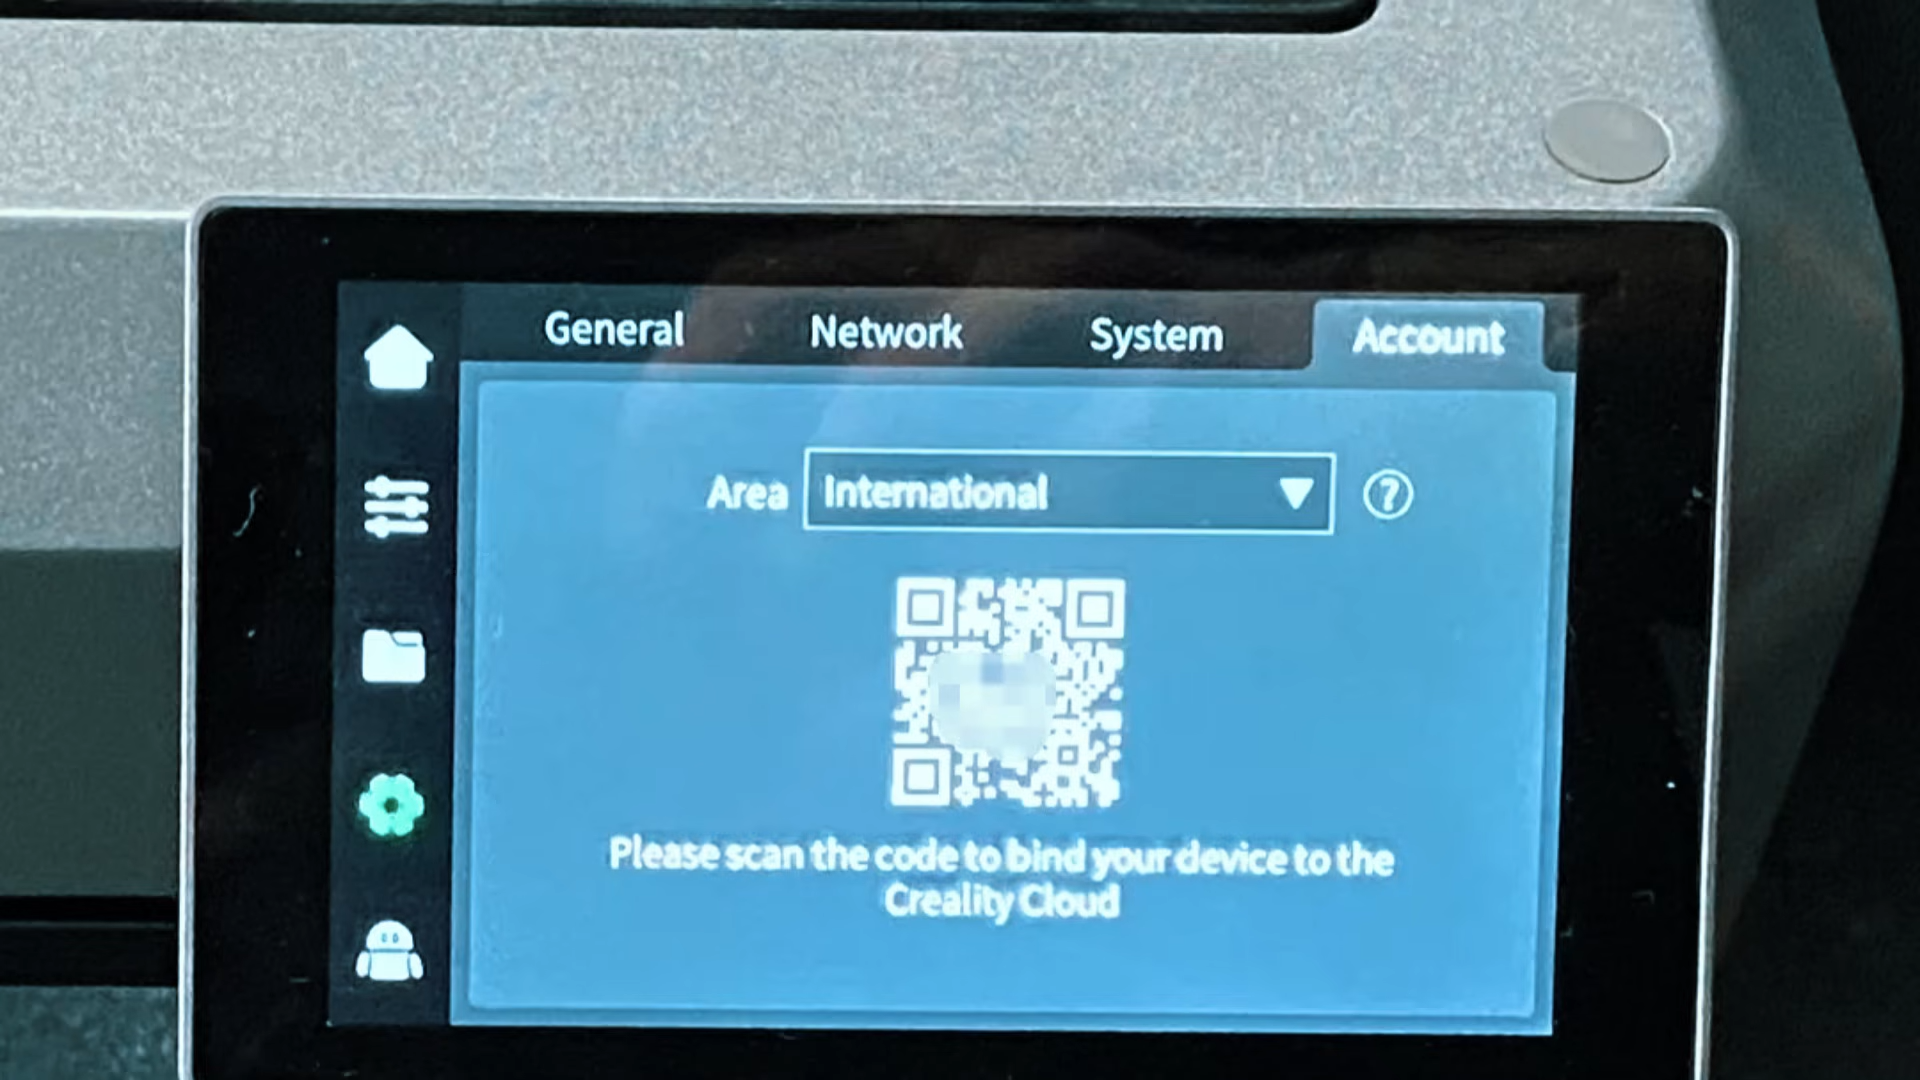 General Network System Account
Area International ?
Please scan the code to bind your device to the
Creality Cloud